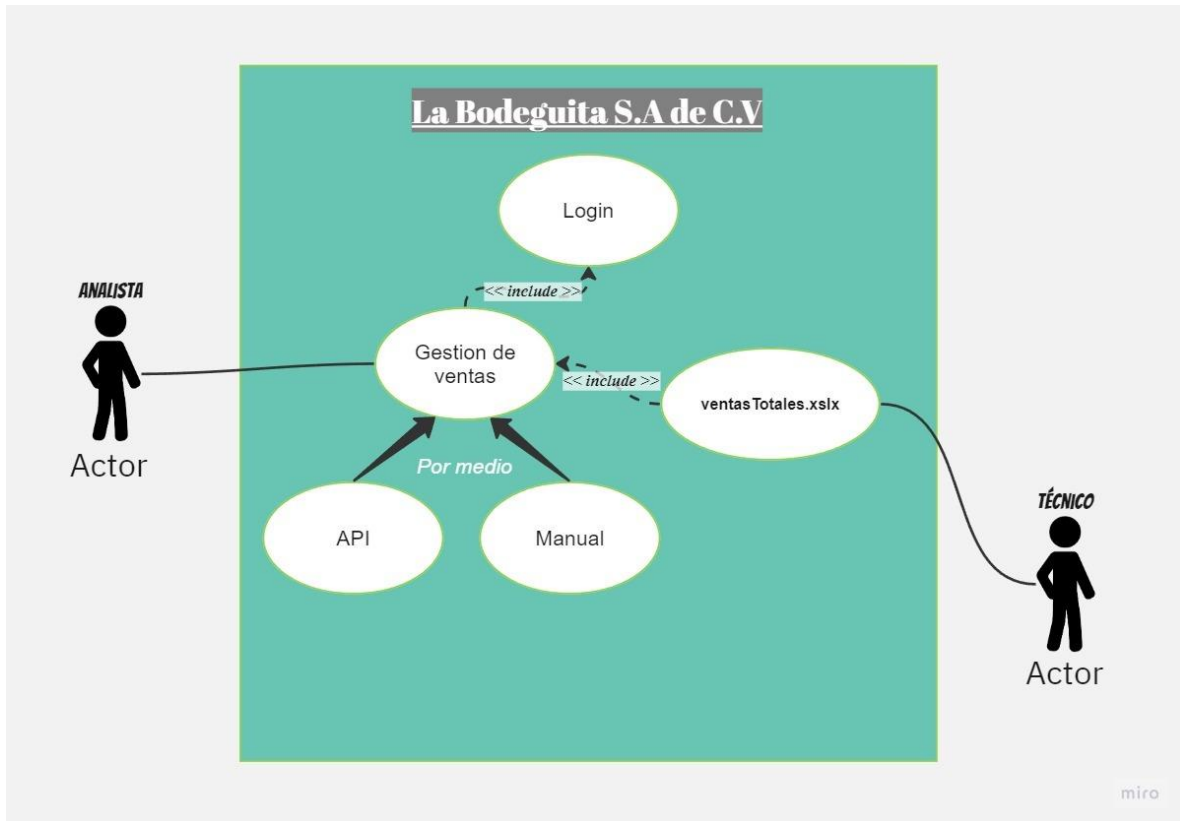 La Bodeguita S.A de C.V
Login
<< include >>
ANALISTA
Gestion de
ventas
<< include >>
ventasTotales.xslx
Actor
Por medio
TÉCNICO
API
Manual
Actor
miro